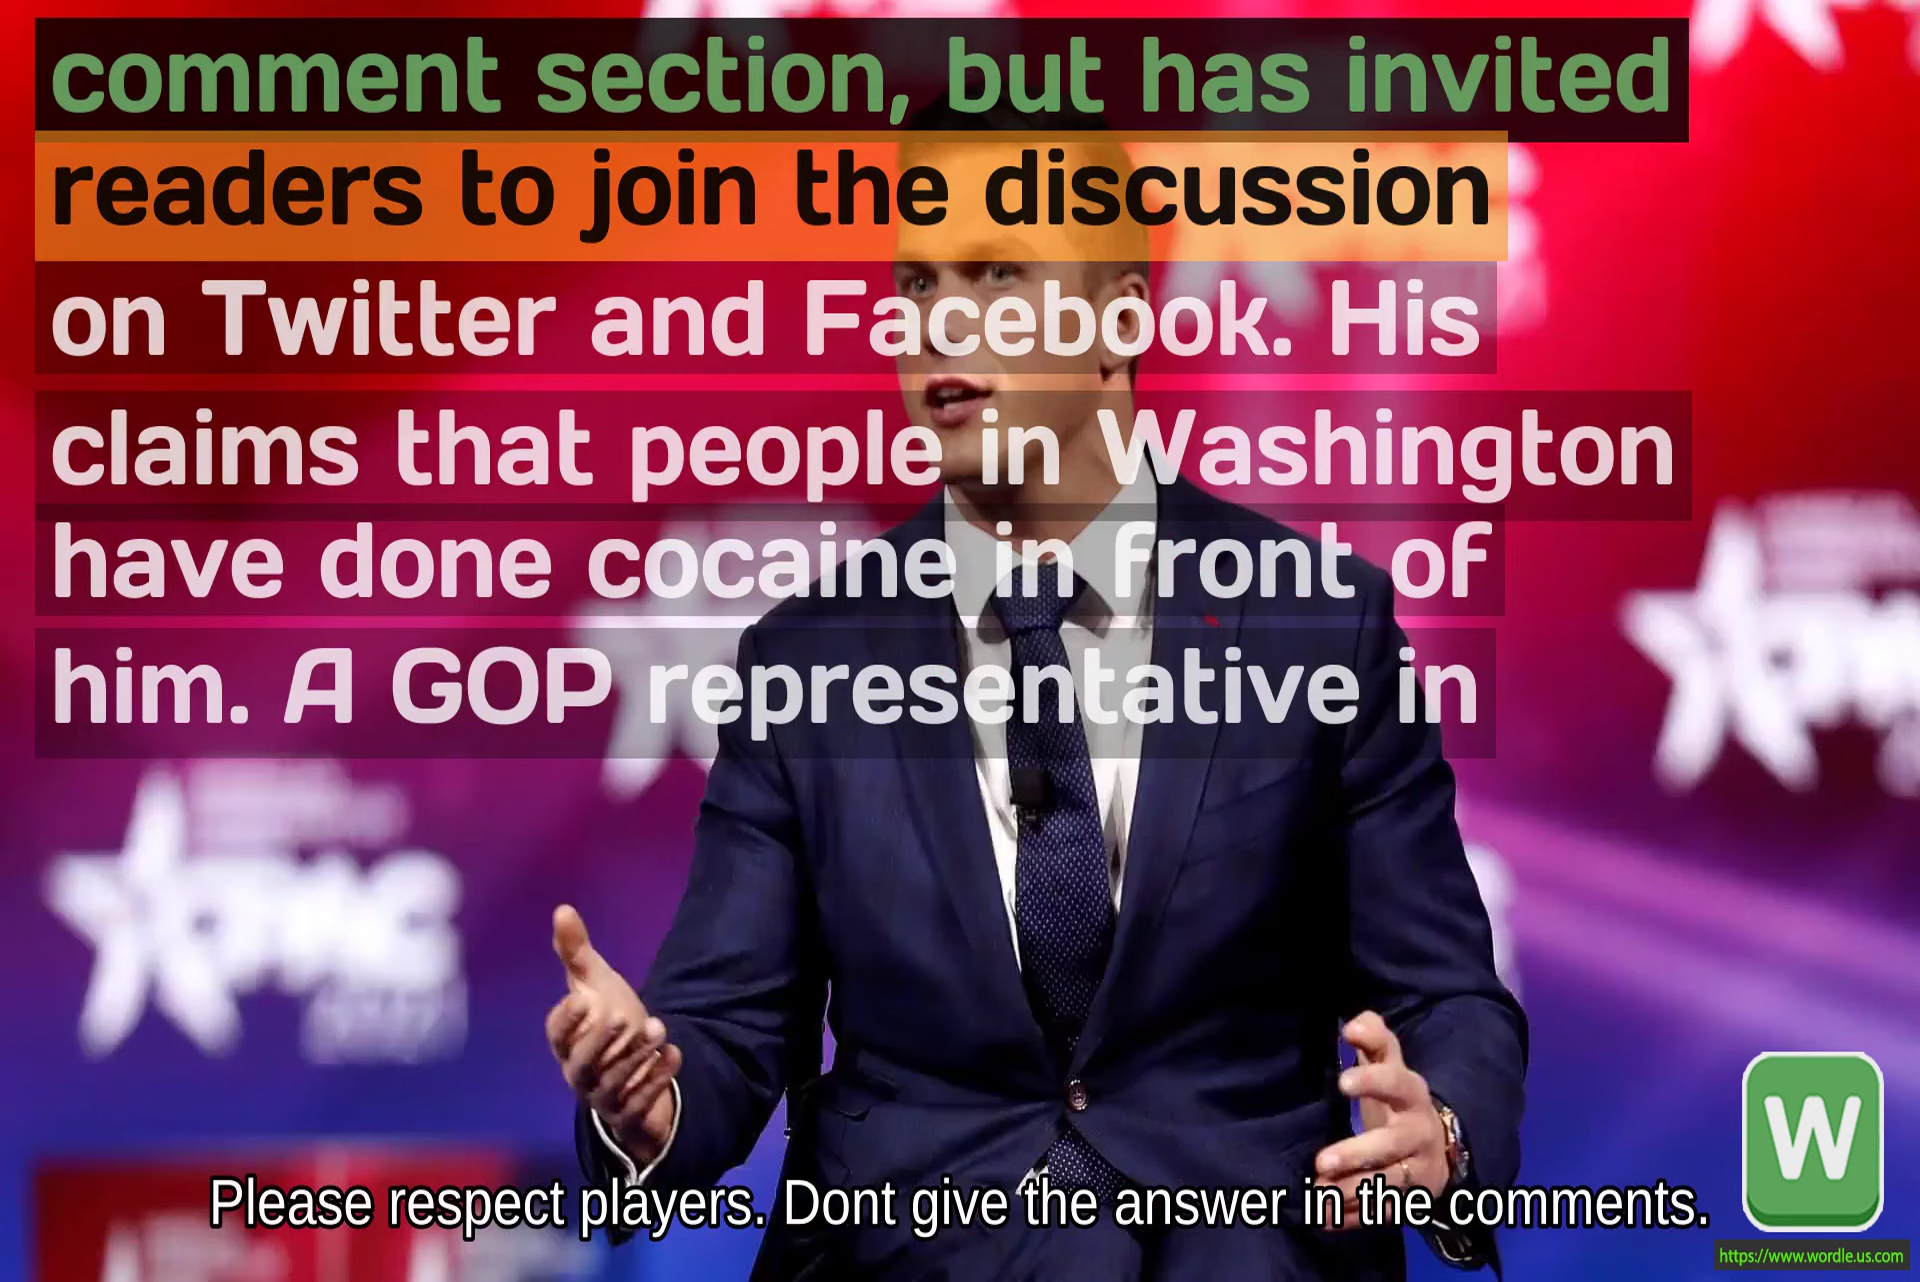 comment section, but has invited
readers to join the discussion
on Twitter and Facebook. His
claims that people in Washington
have done cocaine in front of
him. A GOP representative in
Please respect players. Dont give the answer in the comments.
W
https://www.wordle.us.com